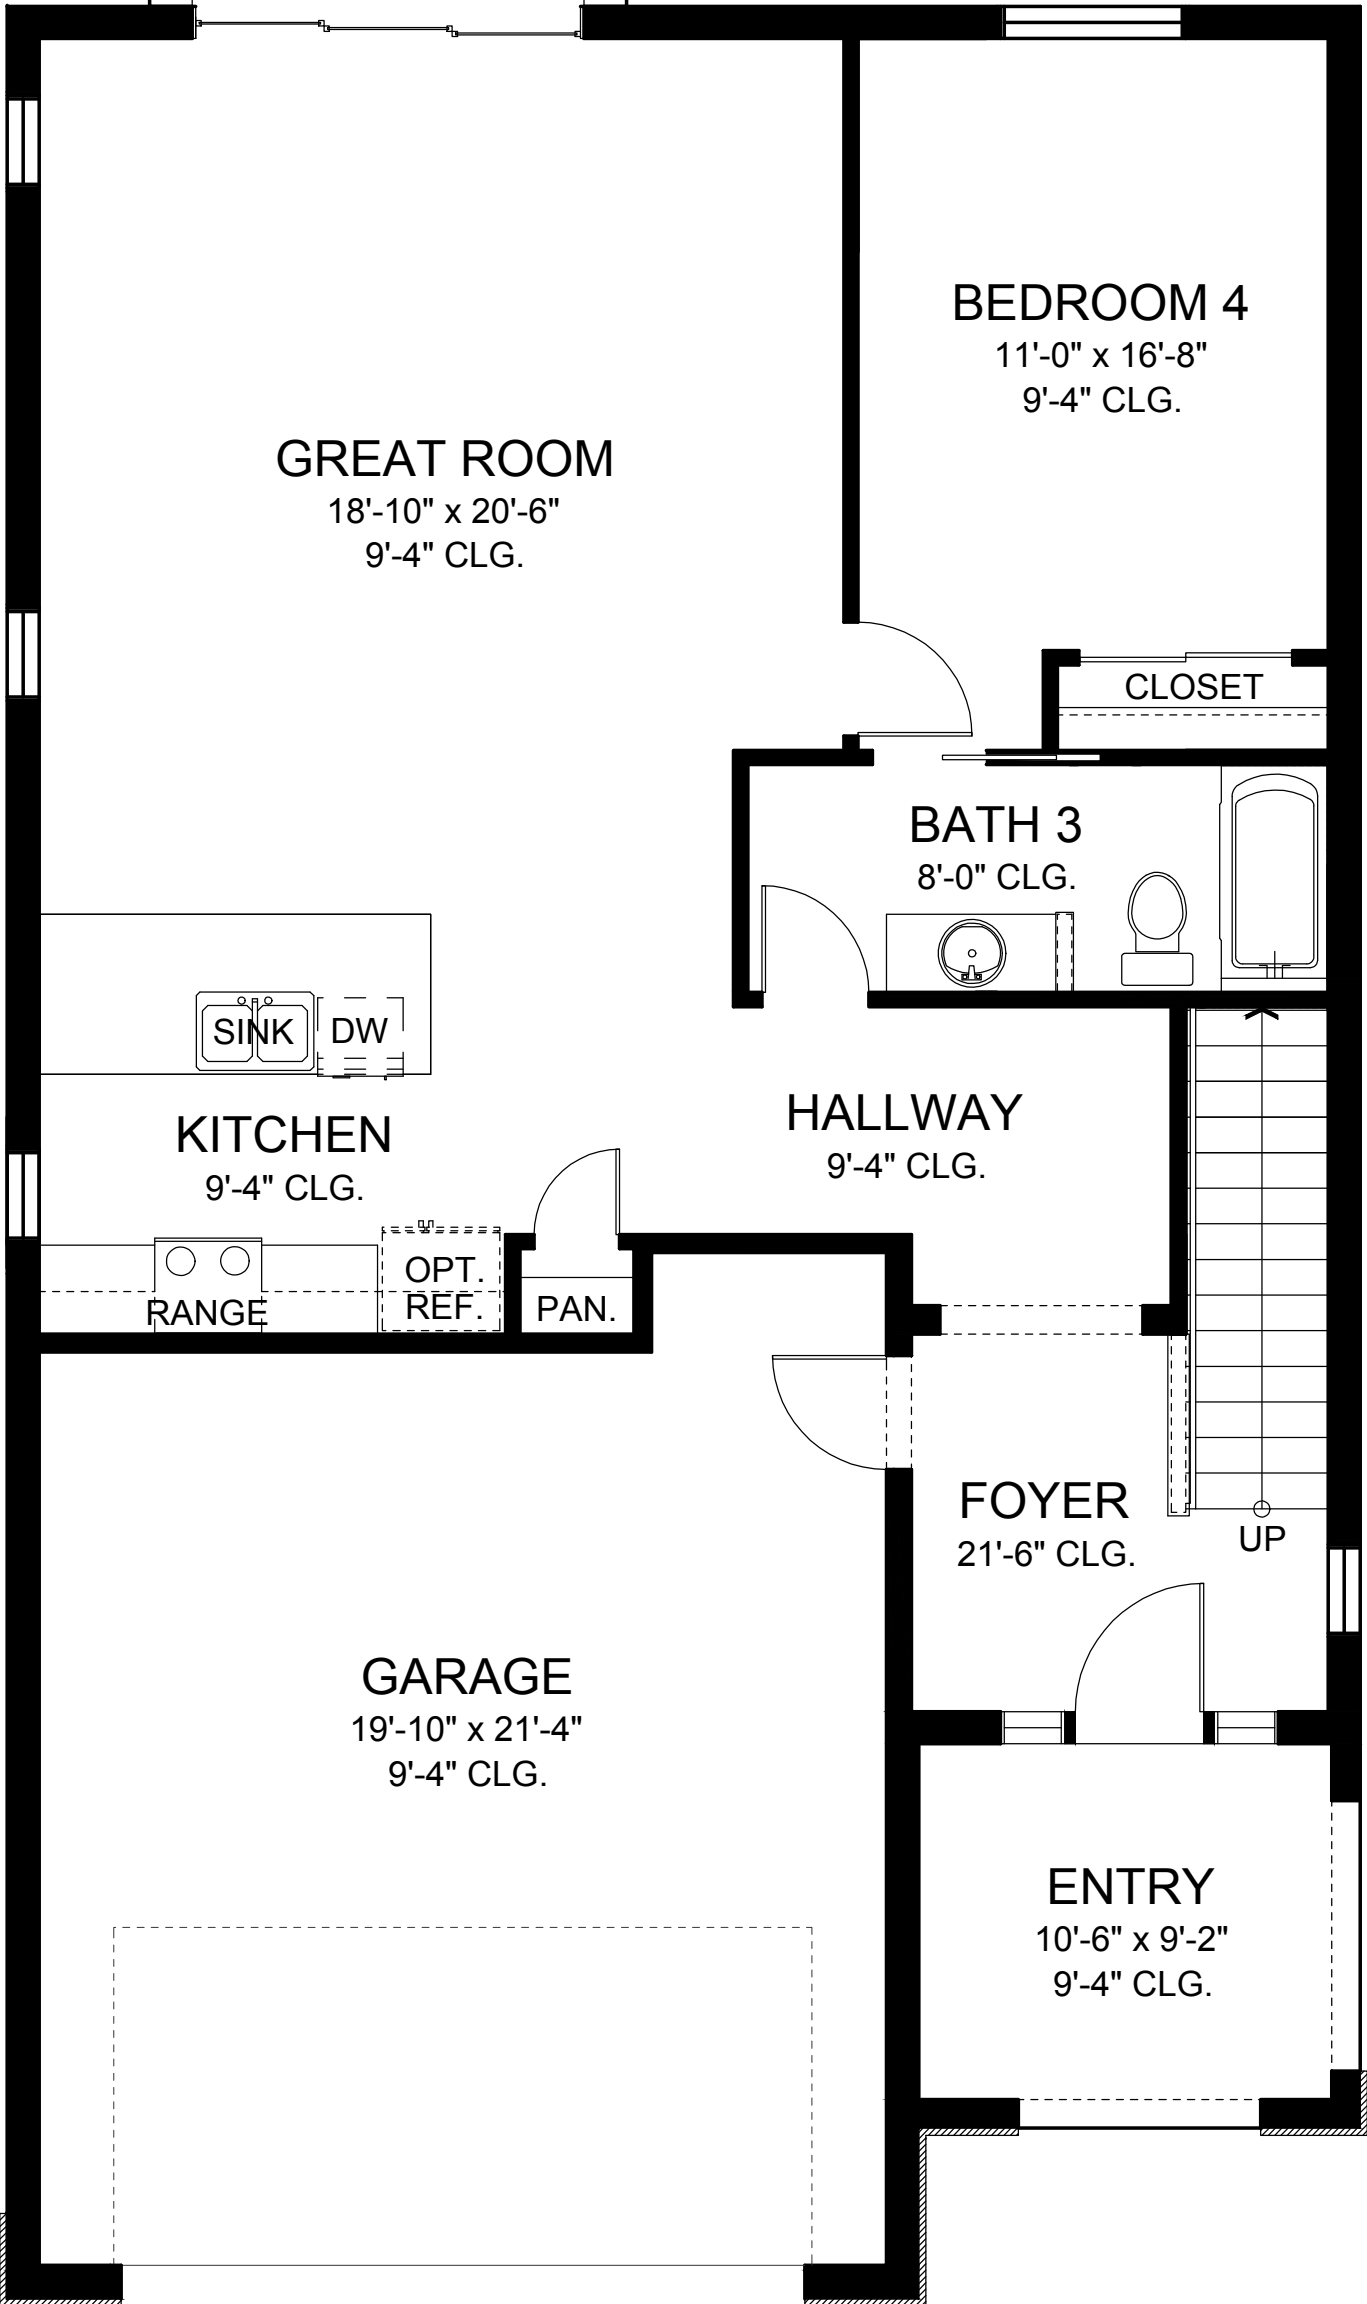 BEDROOM 4
11'-0" x 16'-8"
9'-4" CLG.
GREAT ROOM
18'-10" x 20'-6"
9'-4" CLG.
CLOSET
BATH 3
8'-0" CLG.
SINK
DW
KITCHEN
9'-4" CLG.
HALLWAY
9'-4" CLG.
OPT.
REF.
RANGE
PAN.
FOYER
21'-6" CLG.
UP
GARAGE
19'-10" x 21'-4"
9'-4" CLG.
ENTRY
10'-6" x 9'-2"
9'-4" CLG.